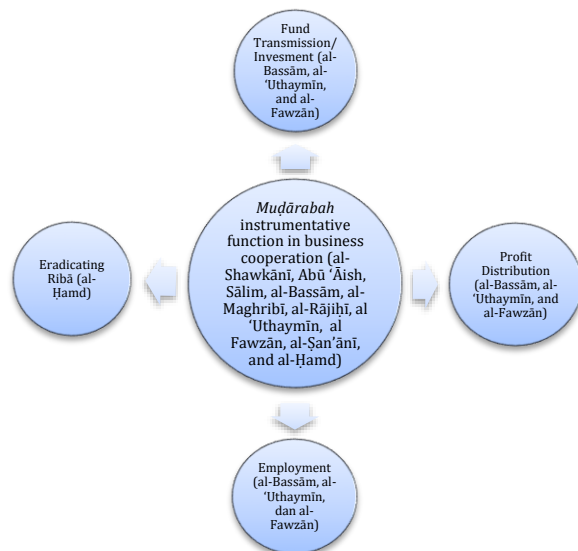 Fund
Transmission/
Invesment (al-
Bassām, al-
‘Uthaymīn,
and al-
Fawzān)
Eradicating
Ribā (al-
Ḥamd)
Muḍārabah
instrumentative
function in business
cooperation (al-
Shawkānī, Abū ‘Āish,
Sālim, al-Bassām, al-
Maghribī, al-Rājiḥī, al
‘Uthaymīn, al
Fawzān, al-Ṣan’ānī,
and al-Ḥamd)
Profit
Distribution
(al-Bassām, al-
‘Uthaymīn, and
al-Fawzān)
Employment
(al-Bassām, al-
‘Uthaymīn,
dan al-
Fawzān)